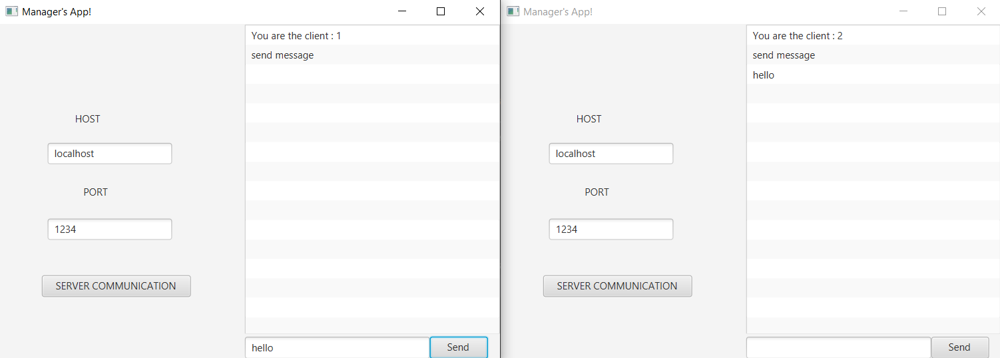 Manager's App!
You are the client : 1
send message
HOST
localhost
PORT
1234
SERVER COMMUNICATION
hello
Send
Manager's App!
You are the client : 2
send message
hello
HOST
localhost
PORT
1234
SERVER COMMUNICATION
Send